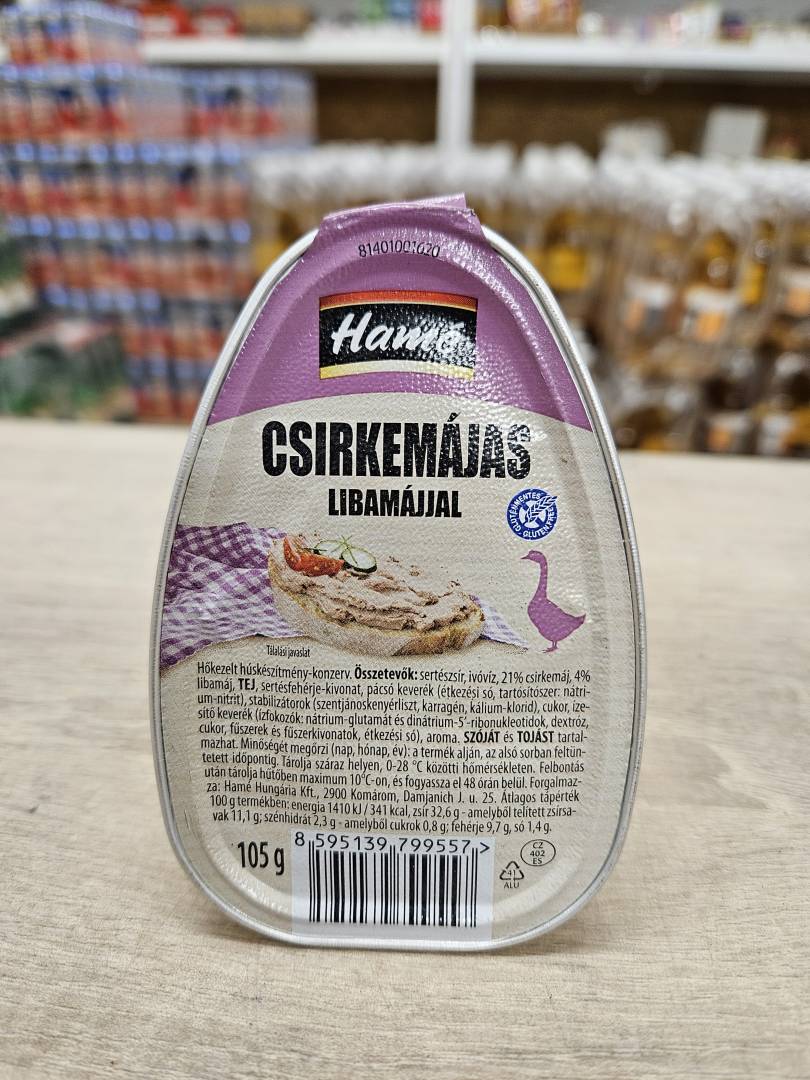 81401001620
Hamé
CSIRKEMÁJAS
LIBAMÁJJAL
GLUTÉNMENTES
GLUTEN FREE
Tálalási javaslat
Hőkezelt húskészítmény-konzerv. Összetevők: sertészsír, ivóvíz, 21% csirkemáj, 4%
libamáj, TEJ, sertésfehérje-kivonat, pácsó keverék (étkezési só, tartósítószer: nátri-
um-nitrit), stabilizátorok (szentjánoskenyérliszt, karragén, kálium-klorid), cukor, íze-
sítő keverék (ízfokozók: nátrium-glutamát és dinátrium-5'-ribonukleotidok, dextróz,
cukor, fűszerek és fűszerkivonatok, étkezési só), aroma. SZÓJÁT és TOJÁST tartal-
mazhat. Minőségét megőrzi (nap, hónap, év): a termék alján, az alsó sorban feltün-
tetett időpontig. Tárolja száraz helyen, 0-28 °C közötti hőmérsékleten. Felbontás
után tárolja hűtőben maximum 10°C-on, és fogyassza el 48 órán belül. Forgalmaz-
za: Hamé Hungária Kft., 2900 Komárom, Damjanich J. u. 25. Átlagos tápérték
100 g termékben: energia 1410 kJ / 341 kcal, zsír 32,6 g - amelyből telített zsírsa-
vak 11,1 g; szénhidrát 2,3 g - amelyből cukrok 0,8 g; fehérje 9,7 g, só 1,4 g.
105 g
8 595139 799557 >
41
ALU
CZ
402
ES